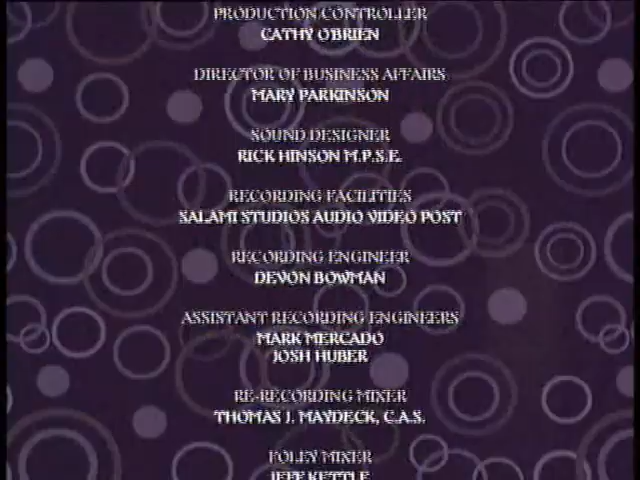 PRODUCTION CONTROLLER
CATHY O'BRIEN
DIRECTOR OF BUSINESS AFFAIRS
MARY PARKINSON
SOUND DESIGNER
RICK HINSON M.P.S.E.
RECORDING FACILITIES
SALAMI STUDIOS AUDIO VIDEO POST
RECORDING ENGINEER
DEVON BOWMAN
ASSISTANT RECORDING ENGINEERS
MARK MERCADO
JOSH HUBER
RE-RECORDING MIXER
THOMAS J. MAYDECK, C.A.S.
FOLEY MIXER
JEFF KETTLE